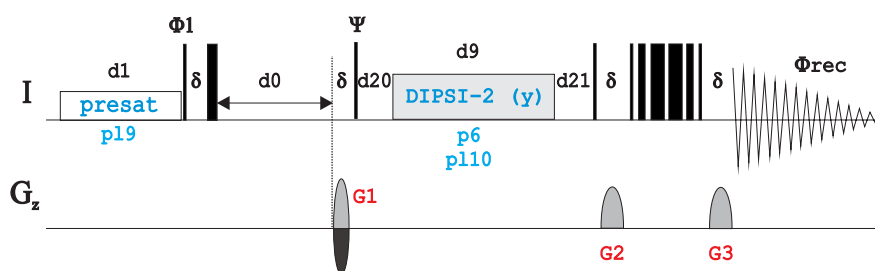 Φ1 Ψ
d1 δ d0 δ d20 d9 d21 δ δ Φrec
I presat DIPSI-2 (y)
pl9 p6
pl10
Gz G1
G2 G3